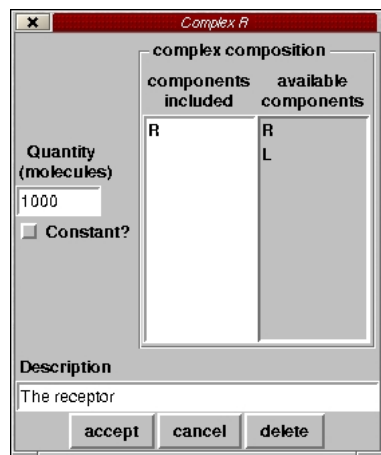 Complex R
complex composition
components included
available components
R
R
L
Quantity (molecules)
1000
Constant?
Description
The receptor
accept cancel delete